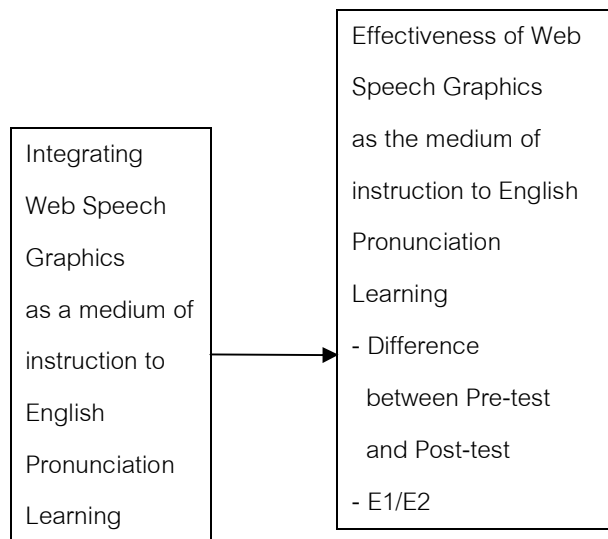 Integrating
Web Speech
Graphics
as a medium of
instruction to
English
Pronunciation
Learning
Effectiveness of Web
Speech Graphics
as the medium of
instruction to English
Pronunciation
Learning
- Difference
between Pre-test
and Post-test
- E1/E2